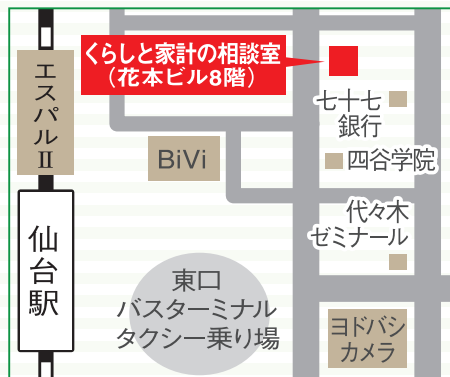 くらしと家計の相談室
（花本ビル8階）
エスパルⅡ
七十七
銀行
BiVi
四谷学院
代々木
ゼミナール
仙台駅
東口
バスターミナル
タクシー乗り場
ヨドバシ
カメラ